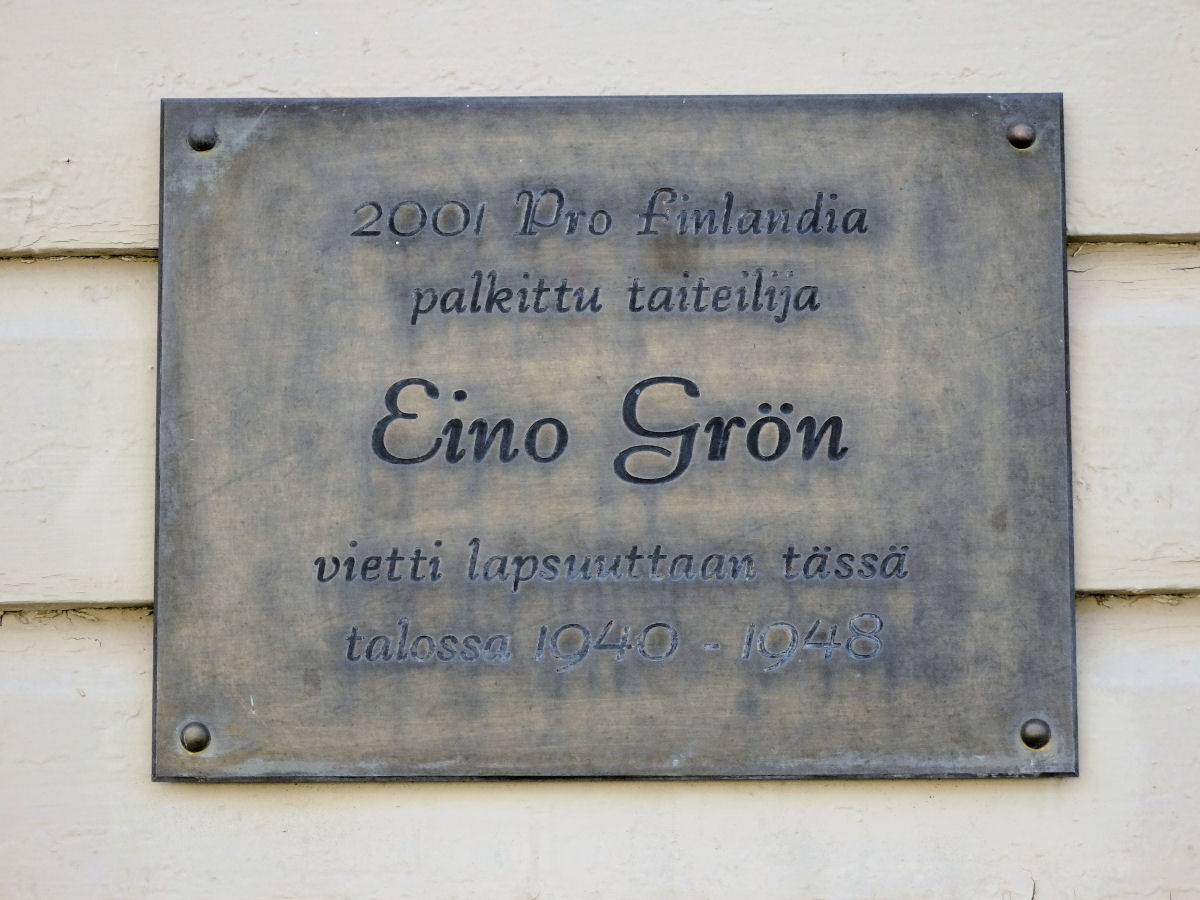 2001 Pro Finlandia
palkittu taiteilija
Eino Grön
vietti lapsuuttaan tässä
talossa 1940 - 1948